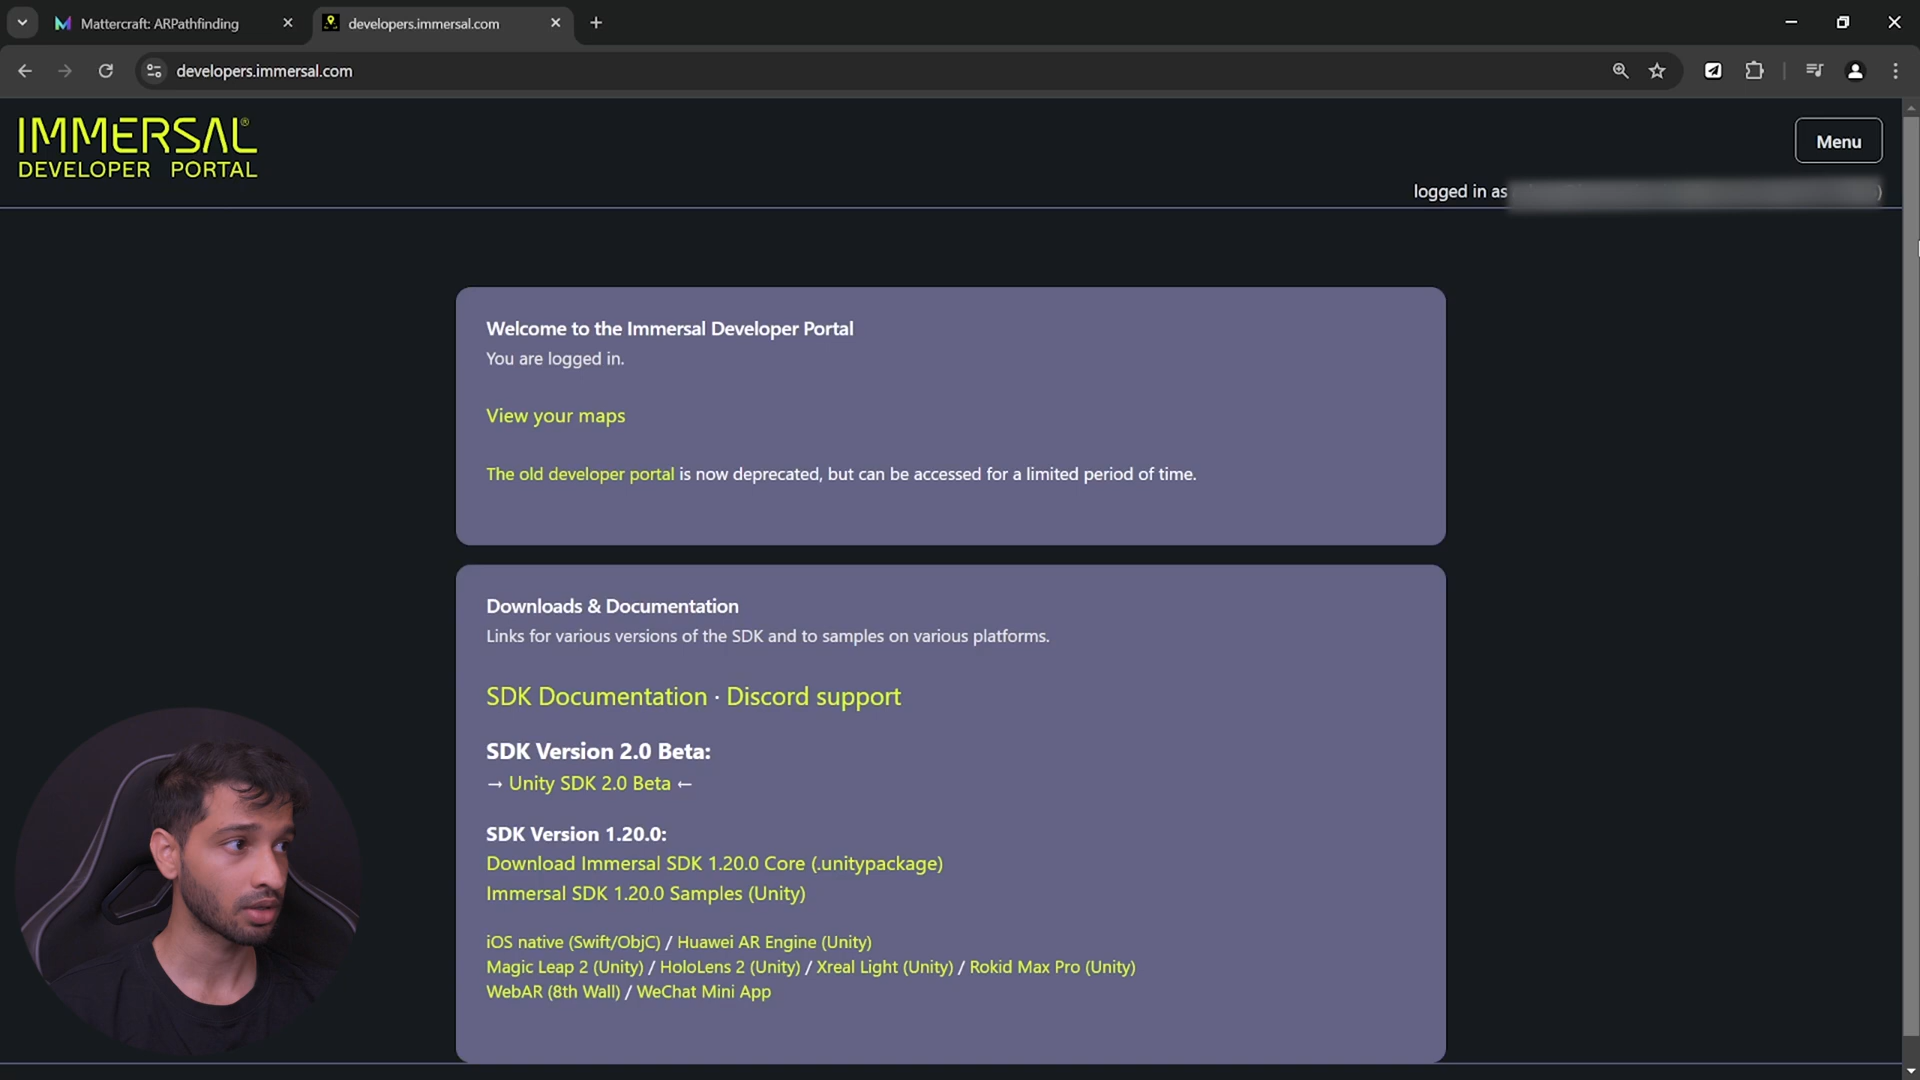 Mattercraft: ARPathfinding
developers.immersal.com
developers.immersal.com
IMMERSAL®
DEVELOPER PORTAL
Menu
logged in as
)
Welcome to the Immersal Developer Portal
You are logged in.
View your maps
The old developer portal is now deprecated, but can be accessed for a limited period of time.
Downloads & Documentation
Links for various versions of the SDK and to samples on various platforms.
SDK Documentation · Discord support
SDK Version 2.0 Beta:
→ Unity SDK 2.0 Beta ←
SDK Version 1.20.0:
Download Immersal SDK 1.20.0 Core (.unitypackage)
Immersal SDK 1.20.0 Samples (Unity)
iOS native (Swift/ObjC) / Huawei AR Engine (Unity)
Magic Leap 2 (Unity) / HoloLens 2 (Unity) / Xreal Light (Unity) / Rokid Max Pro (Unity)
WebAR (8th Wall) / WeChat Mini App